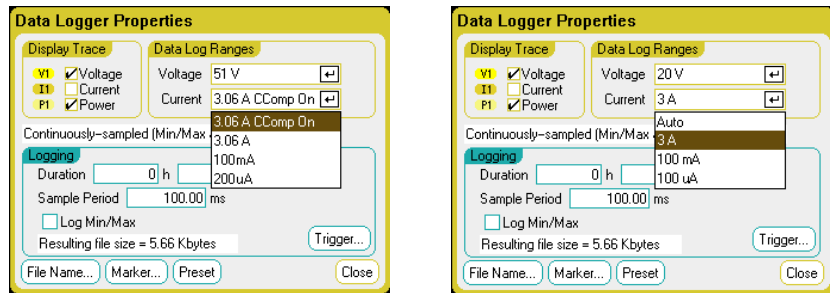 Data Logger Properties
Display Trace
V1 Voltage
I1 Current
P1 Power
Data Log Ranges
Voltage 51 V
Current 3.06 A CComp On
3.06 A CComp On
3.06 A
100mA
200uA
Continuously-sampled (Min/Max
Logging
Duration 0 h
Sample Period 100.00 ms
Log Min/Max
Resulting file size = 5.66 Kbytes
Trigger...
File Name... Marker... Preset Close
Data Logger Properties
Display Trace
V1 Voltage
I1 Current
P1 Power
Data Log Ranges
Voltage 20 V
Current 3 A
Auto
3 A
100 mA
100 uA
Continuously-sampled (Min/Max
Logging
Duration 0 h
Sample Period 100.00 ms
Log Min/Max
Resulting file size = 5.66 Kbytes
Trigger...
File Name... Marker... Preset Close